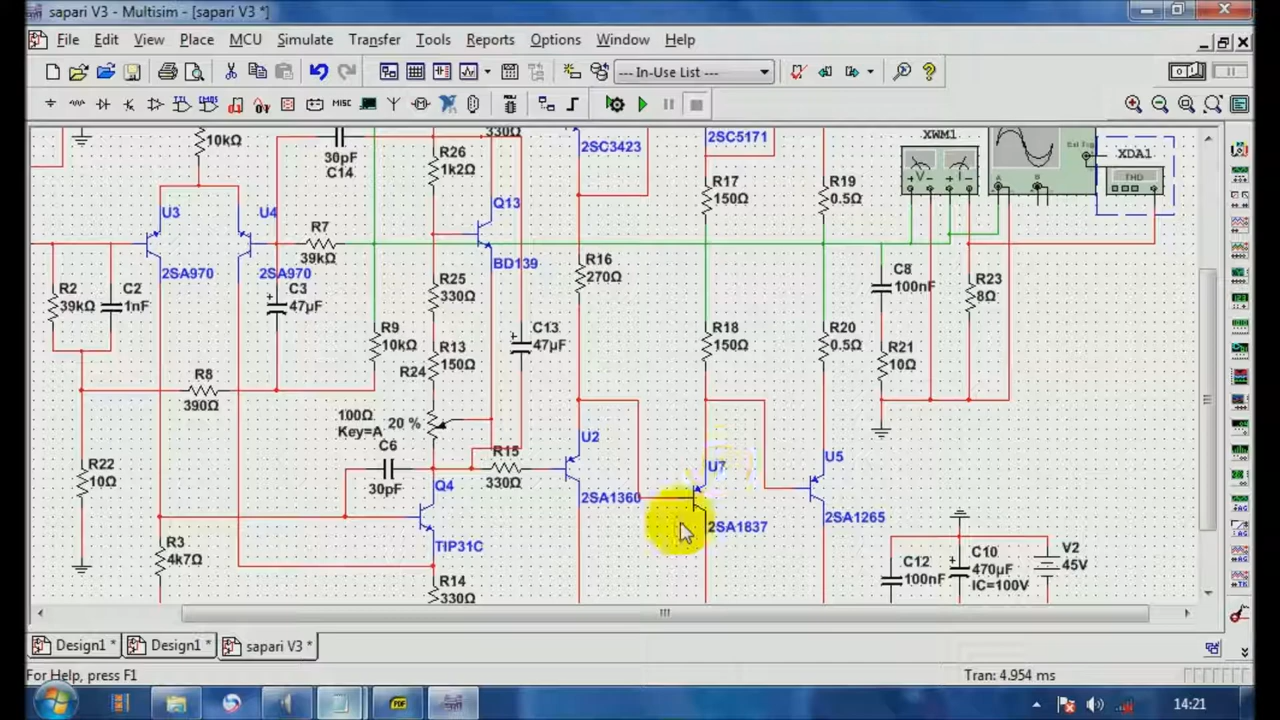 sapari V3 - Multisim - [sapari V3 *]
File Edit View Place MCU Simulate Transfer Tools Reports Options Window Help
--- In-Use List ---
MISC
10kΩ
30pF
C14
330Ω
R26
1k2Ω
2SC3423
2SC5171
XWM1
Ext Trig
XDA1
THD
V I
A B
R17
150Ω
R19
0.5Ω
U3
U4
Q13
R7
39kΩ
2SA970
2SA970
BD139
R16
270Ω
R2
39kΩ
C2
1nF
C3
47µF
R25
330Ω
C8
100nF
R23
8Ω
R9
10kΩ
C13
47µF
R18
150Ω
R20
0.5Ω
R13
150Ω
R24
R21
10Ω
R8
390Ω
100Ω
Key=A
20 %
C6
30pF
R15
330Ω
U2
2SA1360
R22
10Ω
Q4
U7
2SA1837
U5
2SA1265
TIP31C
R3
4k7Ω
R14
330Ω
C12
100nF
C10
470µF
IC=100V
V2
45V
Design1 * Design1 * sapari V3 *
For Help, press F1
Tran: 4.954 ms
PDF
14:21